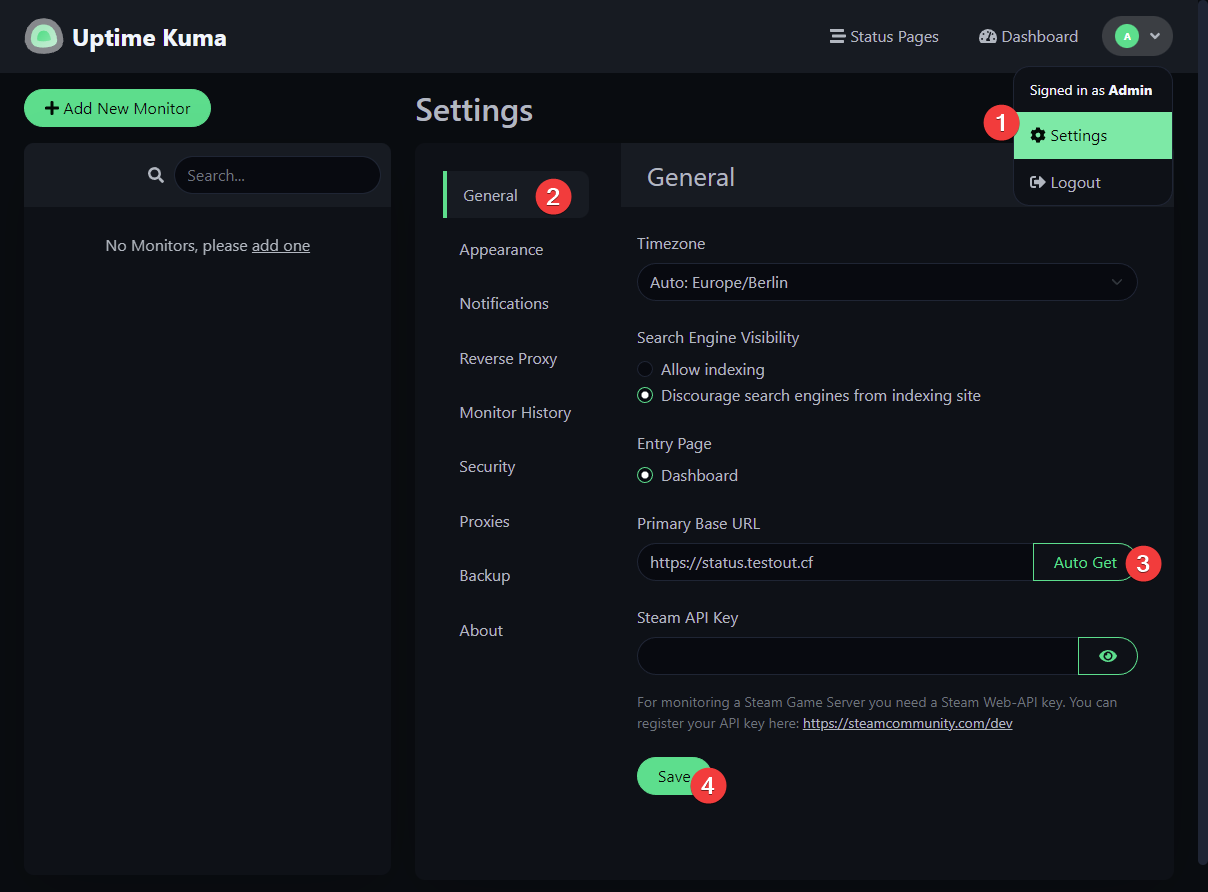 Uptime Kuma
Status Pages
Dashboard
A
Signed in as Admin
1
Settings
Logout
Add New Monitor
Search...
No Monitors, please add one
Settings
General
2
Appearance
Notifications
Reverse Proxy
Monitor History
Security
Proxies
Backup
About
General
Timezone
Auto: Europe/Berlin
Search Engine Visibility
Allow indexing
Discourage search engines from indexing site
Entry Page
Dashboard
Primary Base URL
https://status.testout.cf
Auto Get
3
Steam API Key
For monitoring a Steam Game Server you need a Steam Web-API key. You can
register your API key here: https://steamcommunity.com/dev
Save
4